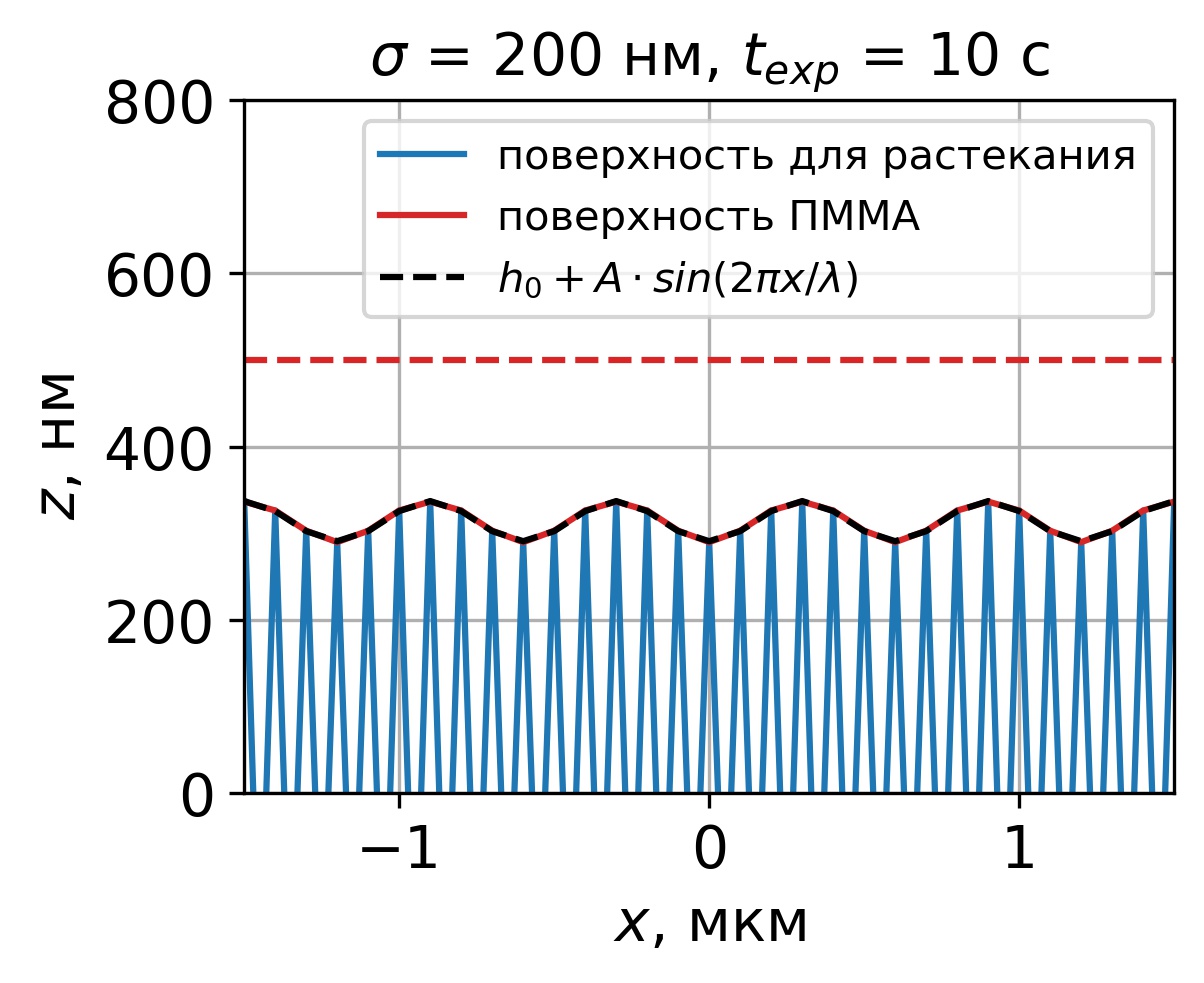 σ = 200 нм, t_exp = 10 с
800
поверхность для растекания
поверхность ПММА
h₀ + A · sin(2πx/λ)
600
400
200
0
z, нм
−1
0
1
x, мкм